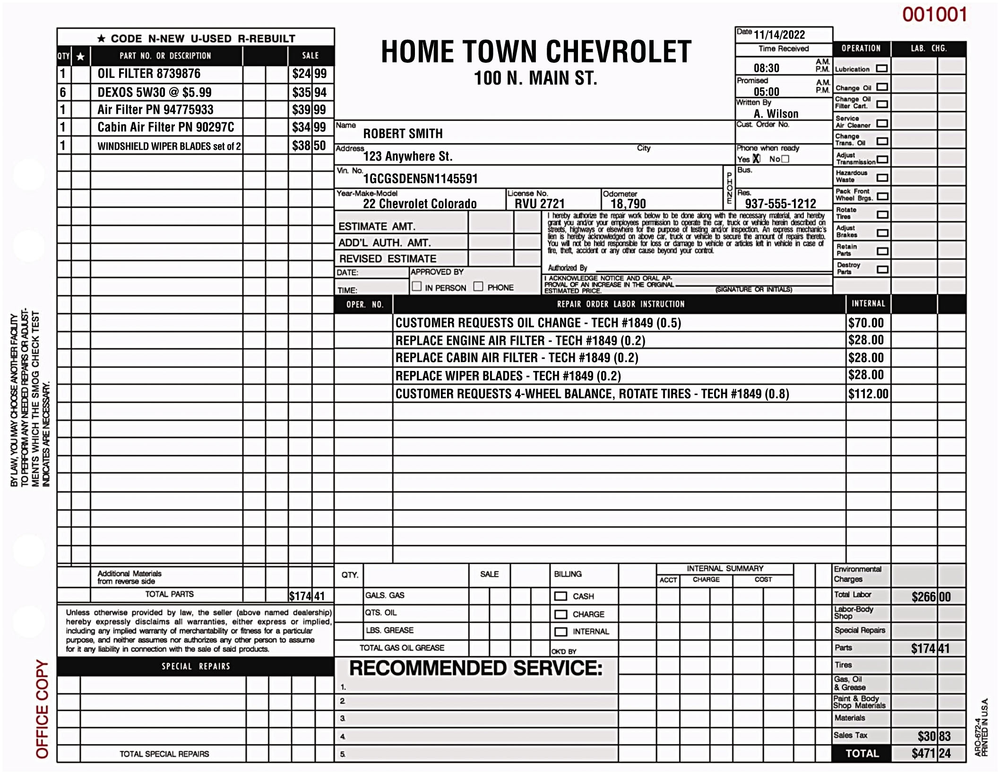 001001
★ CODE N-NEW U-USED R-REBUILT
QTY ★ PART NO. OR DESCRIPTION SALE
1 OIL FILTER 8739876 $24 99
6 DEXOS 5W30 @ $5.99 $35 94
1 Air Filter PN 94775933 $39 99
1 Cabin Air Filter PN 90297C $34 99
1 WINDSHIELD WIPER BLADES set of 2 $38 50
Additional Materials
from reverse side
TOTAL PARTS $174 41
Unless otherwise provided by law, the seller (above named dealership)
hereby expressly disclaims all warranties, either express or implied,
including any implied warranty of merchantability or fitness for a particular
purpose, and neither assumes nor authorizes any other person to assume
for it any liability in connection with the sale of said products.
SPECIAL REPAIRS
TOTAL SPECIAL REPAIRS
BY LAW, YOU MAY CHOOSE ANOTHER FACILITY
TO PERFORM ANY NEEDED REPAIRS OR ADJUST-
MENTS WHICH THE SMOG CHECK TEST
INDICATES ARE NECESSARY.
OFFICE COPY
HOME TOWN CHEVROLET
100 N. MAIN ST.
Date 11/14/2022
Time Received
08:30 A.M.
P.M.
Promised A.M.
05:00 P.M.
Written By
A. Wilson
Name ROBERT SMITH
Cust. Order No.
Address 123 Anywhere St. City
Phone when ready
Yes X No
Vin. No. 1GCGSDEN5N1145591
PHONE
Bus.
Year-Make-Model
22 Chevrolet Colorado
License No.
RVU 2721
Odometer
18,790
Res.
937-555-1212
ESTIMATE AMT.
ADD'L AUTH. AMT.
REVISED ESTIMATE
DATE:
APPROVED BY
TIME:
IN PERSON PHONE
I hereby authorize the repair work below to be done along with the necessary material, and hereby
grant you and/or your employees permission to operate the car, truck or vehicle herein described on
streets, highways or elsewhere for the purpose of testing and/or inspection. An express mechanic's
lien is hereby acknowledged on above car, truck or vehicle to secure the amount of repairs thereto.
You will not be held responsible for loss or damage to vehicle or articles left in vehicle in case of
fire, theft, accident or any other cause beyond your control.
Authorized By
I ACKNOWLEDGE NOTICE AND ORAL AP-
PROVAL OF AN INCREASE IN THE ORIGINAL
ESTIMATED PRICE.
(SIGNATURE OR INITIALS)
OPERATION LAB. CHG.
Lubrication
Change Oil
Change Oil
Filter Cart.
Service
Air Cleaner
Change
Trans. Oil
Adjust
Transmission
Hazardous
Waste
Pack Front
Wheel Brgs.
Rotate
Tires
Adjust
Brakes
Retain
Parts
Destroy
Parts
OPER. NO. REPAIR ORDER LABOR INSTRUCTION INTERNAL
CUSTOMER REQUESTS OIL CHANGE - TECH #1849 (0.5) $70.00
REPLACE ENGINE AIR FILTER - TECH #1849 (0.2) $28.00
REPLACE CABIN AIR FILTER - TECH #1849 (0.2) $28.00
REPLACE WIPER BLADES - TECH #1849 (0.2) $28.00
CUSTOMER REQUESTS 4-WHEEL BALANCE, ROTATE TIRES - TECH #1849 (0.8) $112.00
QTY. SALE BILLING
GALS. GAS CASH
QTS. OIL CHARGE
LBS. GREASE INTERNAL
TOTAL GAS OIL GREASE OK'D BY
INTERNAL SUMMARY
ACCT CHARGE COST
RECOMMENDED SERVICE:
1.
2.
3.
4.
5.
Environmental
Charges
Total Labor $266 00
Labor-Body
Shop
Special Repairs
Parts $174 41
Tires
Gas, Oil
& Grease
Paint & Body
Shop Materials
Materials
Sales Tax $30 83
TOTAL $471 24
ARO-672-4
PRINTED IN U.S.A.